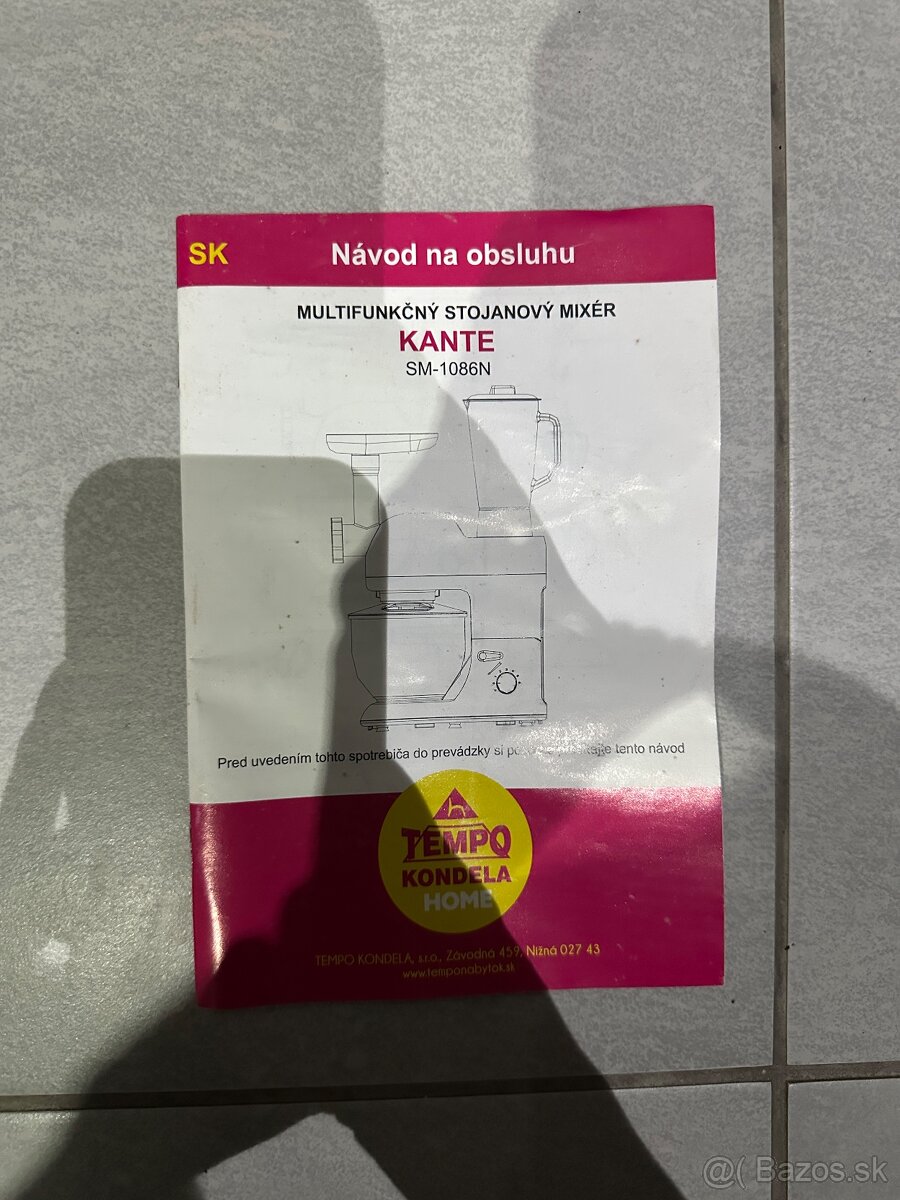 SK
Návod na obsluhu
MULTIFUNKČNÝ STOJANOVÝ MIXÉR
KANTE
SM-1086N
Pred uvedením tohto spotrebiča do prevádzky si tento návod
h
TEMPO
KONDELA
HOME
TEMPO KONDELA, s.r.o., Závodná 459, Nižná 027 43
www.temponabytok.sk
@( Bazos.sk